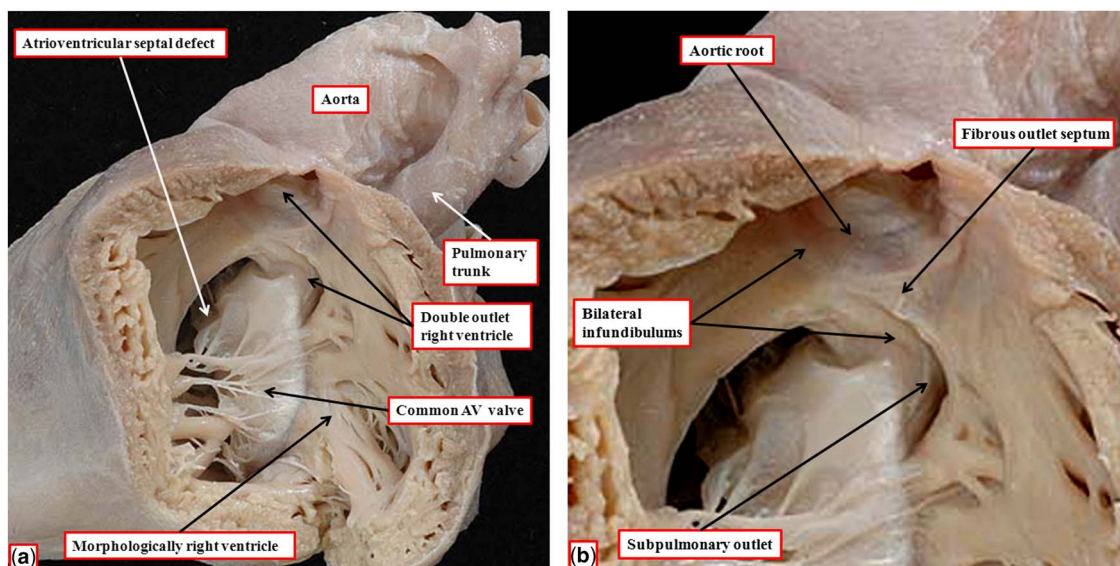 Atrioventricular septal defect
Aorta
Pulmonary
trunk
Double outlet
right ventricle
Common AV valve
Morphologically right ventricle
(a)
Aortic root
Fibrous outlet septum
Bilateral
infundibulums
Subpulmonary outlet
(b)